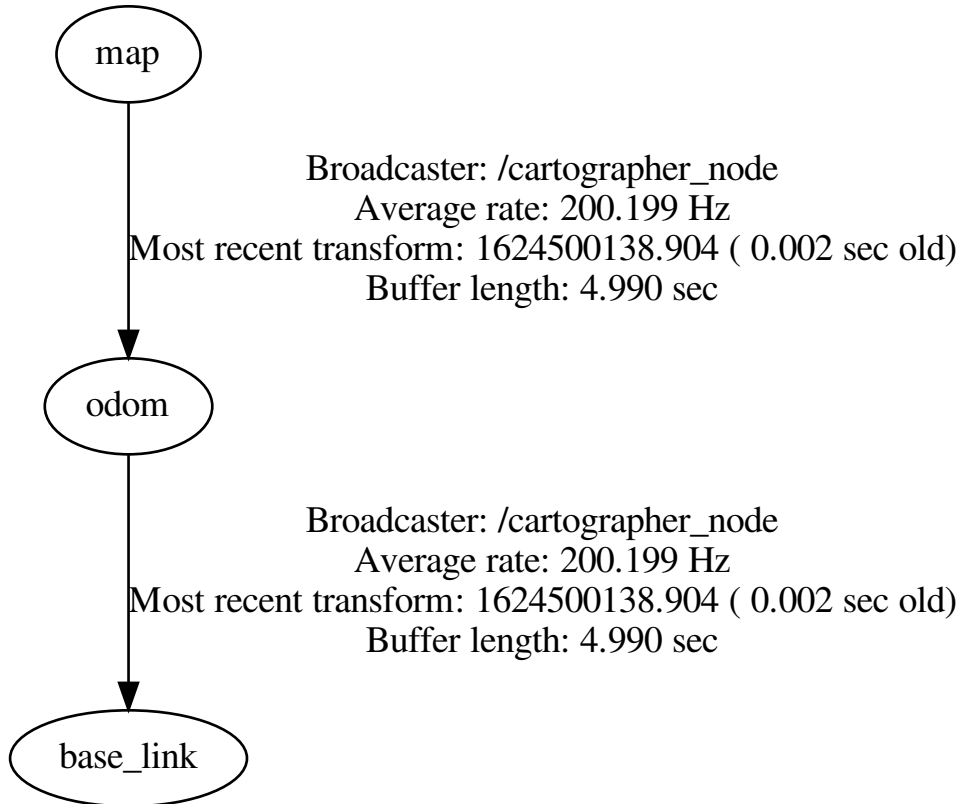 map
Broadcaster: /cartographer_node
Average rate: 200.199 Hz
Most recent transform: 1624500138.904 ( 0.002 sec old)
Buffer length: 4.990 sec
odom
Broadcaster: /cartographer_node
Average rate: 200.199 Hz
Most recent transform: 1624500138.904 ( 0.002 sec old)
Buffer length: 4.990 sec
base_link